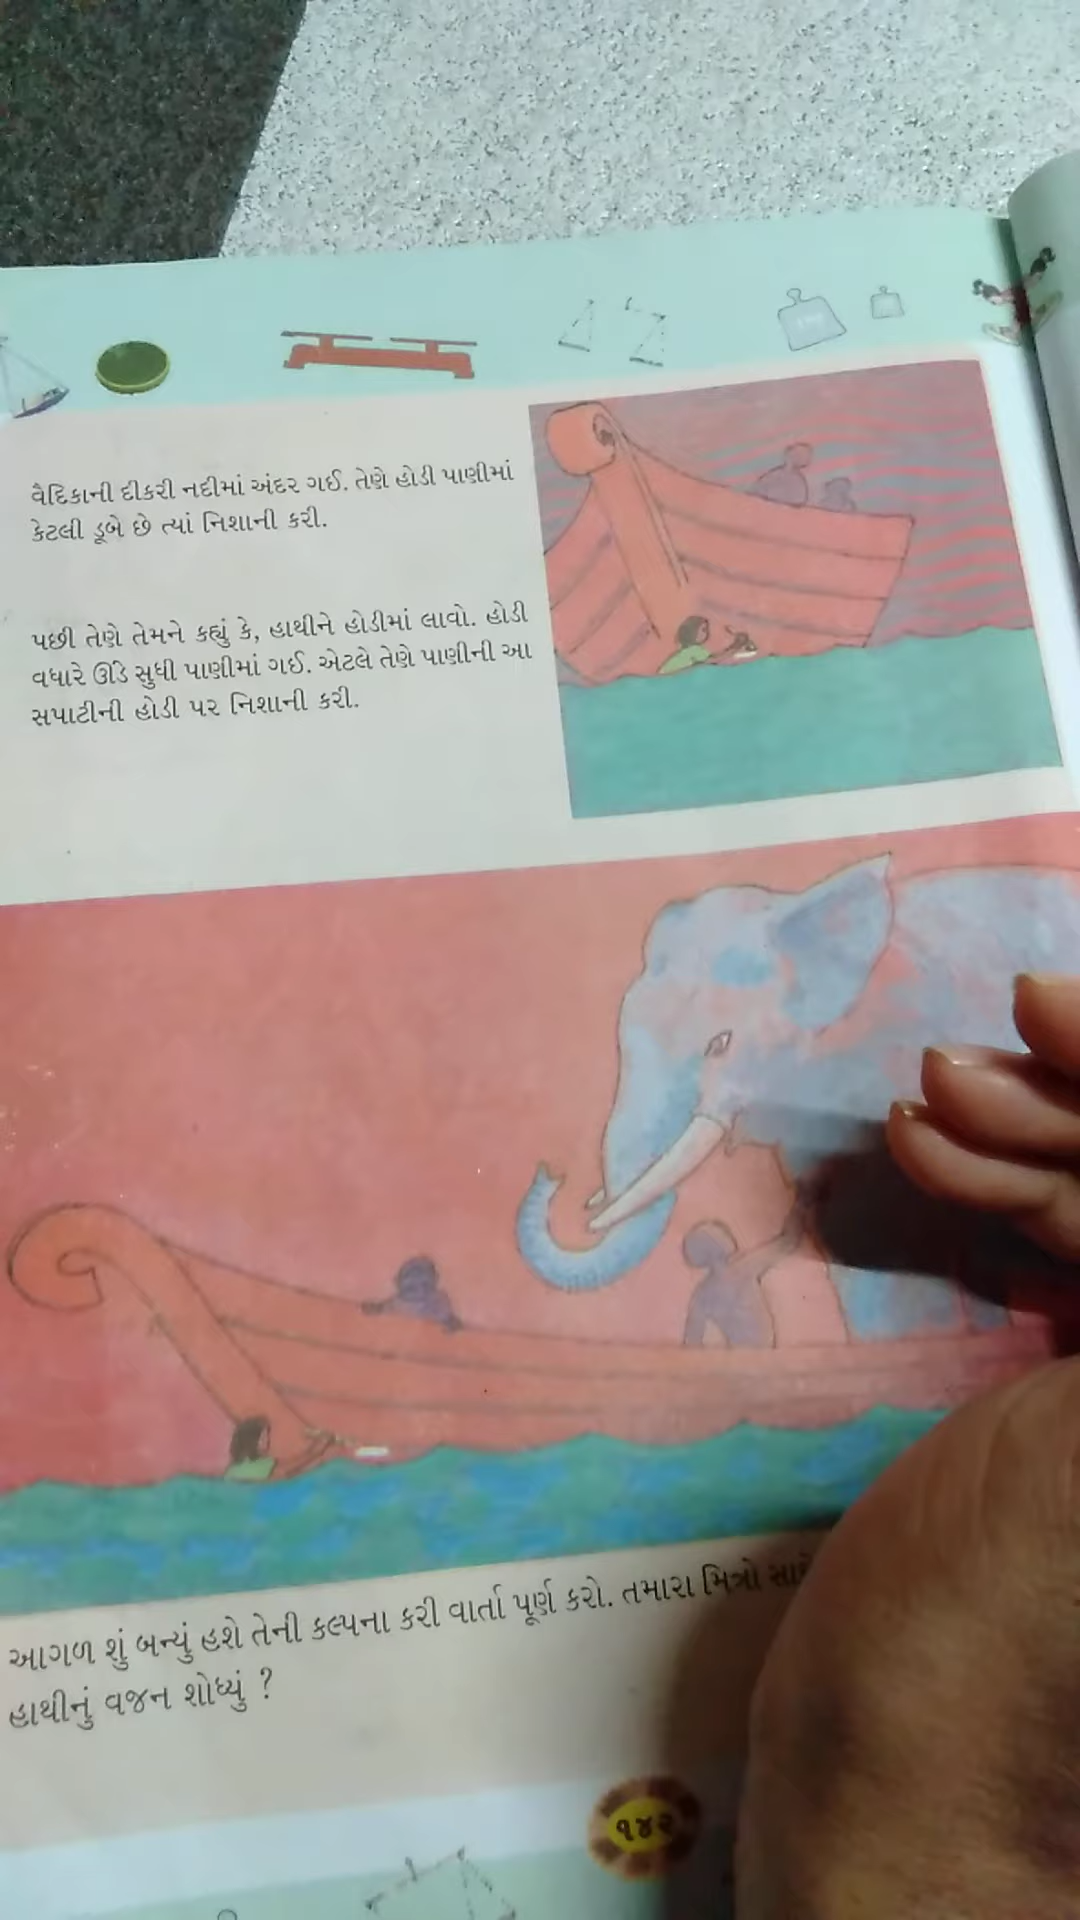 વૈદિકાની દીકરી નદીમાં અંદર ગઈ. તેણે હોડી પાણીમાં
કેટલી ડૂબે છે ત્યાં નિશાની કરી.
પછી તેણે તેમને કહ્યું કે, હાથીને હોડીમાં લાવો. હોડી
વધારે ઊંડે સુધી પાણીમાં ગઈ. એટલે તેણે પાણીની આ
સપાટીની હોડી પર નિશાની કરી.
આગળ શું બન્યું હશે તેની કલ્પના કરી વાર્તા પૂર્ણ કરો. તમારા મિત્રો
હાથીનું વજન શોધ્યું ?